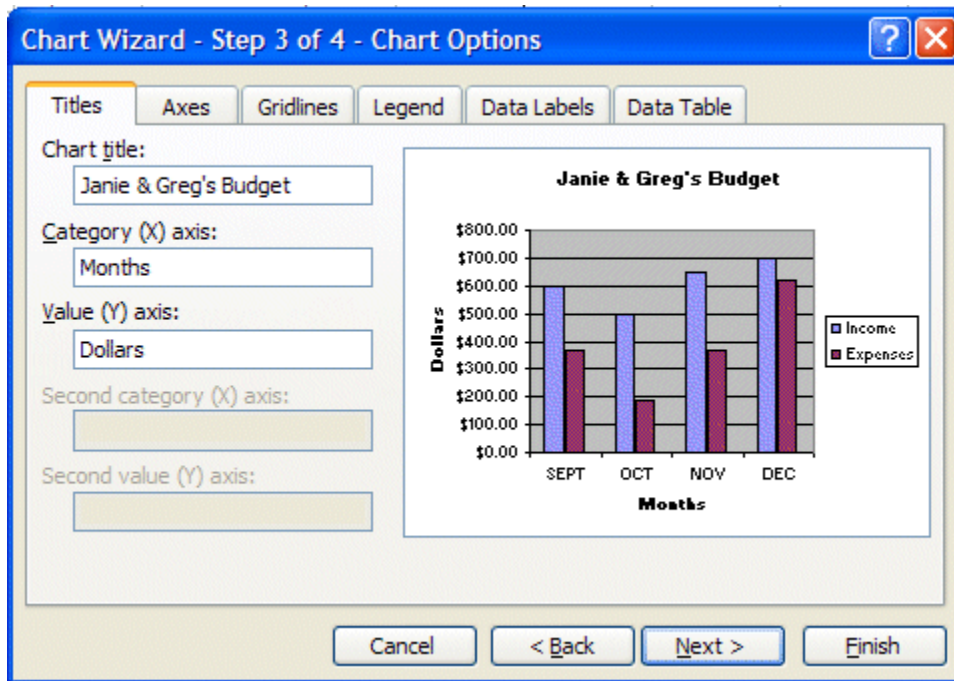 Chart Wizard - Step 3 of 4 - Chart Options
Titles Axes Gridlines Legend Data Labels Data Table
Chart title:
Janie & Greg's Budget
Category (X) axis:
Months
Value (Y) axis:
Dollars
Second category (X) axis:
Second value (Y) axis:
Janie & Greg's Budget
$800.00
$700.00
$600.00
$500.00
$400.00
$300.00
$200.00
$100.00
$0.00
Dollars
SEPT OCT NOV DEC
Months
Income
Expenses
Cancel < Back Next > Finish